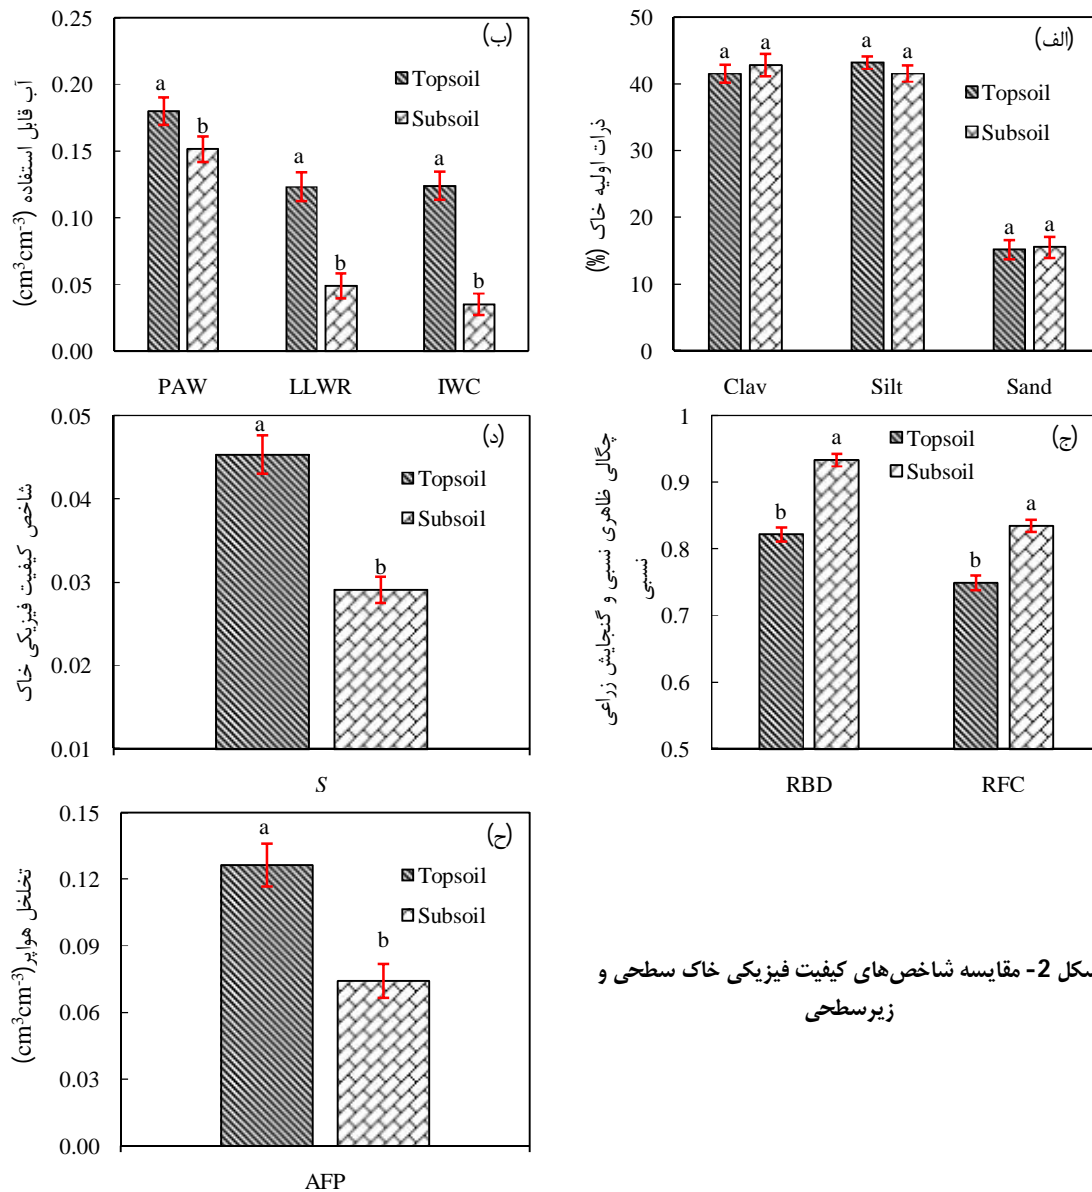 (الف)
ذرات اولیه خاک (%)
50
40
30
20
10
0
a
a
a
a
a
a
Topsoil
Subsoil
Clav
Silt
Sand
(ب)
آب قابل استفاده (cm³cm⁻³)
0.25
0.20
0.15
0.10
0.05
0.00
a
b
a
b
a
b
Topsoil
Subsoil
PAW
LLWR
IWC
(ج)
چگالی ظاهری نسبی و گنجایش زراعی
نسبی
1
0.9
0.8
0.7
0.6
0.5
b
a
b
a
Topsoil
Subsoil
RBD
RFC
(د)
شاخص کیفیت فیزیکی خاک
0.05
0.04
0.03
0.02
0.01
a
b
Topsoil
Subsoil
S
(ح)
تخلخل هواپر(cm³cm⁻³)
0.15
0.12
0.09
0.06
0.03
0.00
a
b
Topsoil
Subsoil
AFP
سکل 2- مقایسه شاخص‌های کیفیت فیزیکی خاک سطحی و
زیرسطحی